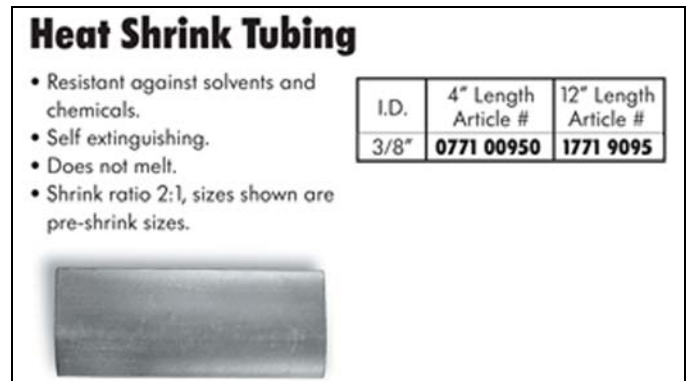 Heat Shrink Tubing
• Resistant against solvents and
chemicals.
• Self extinguishing.
• Does not melt.
• Shrink ratio 2:1, sizes shown are
pre-shrink sizes.
I.D. 4" Length Article # 12" Length Article #
3/8" 0771 00950 1771 9095